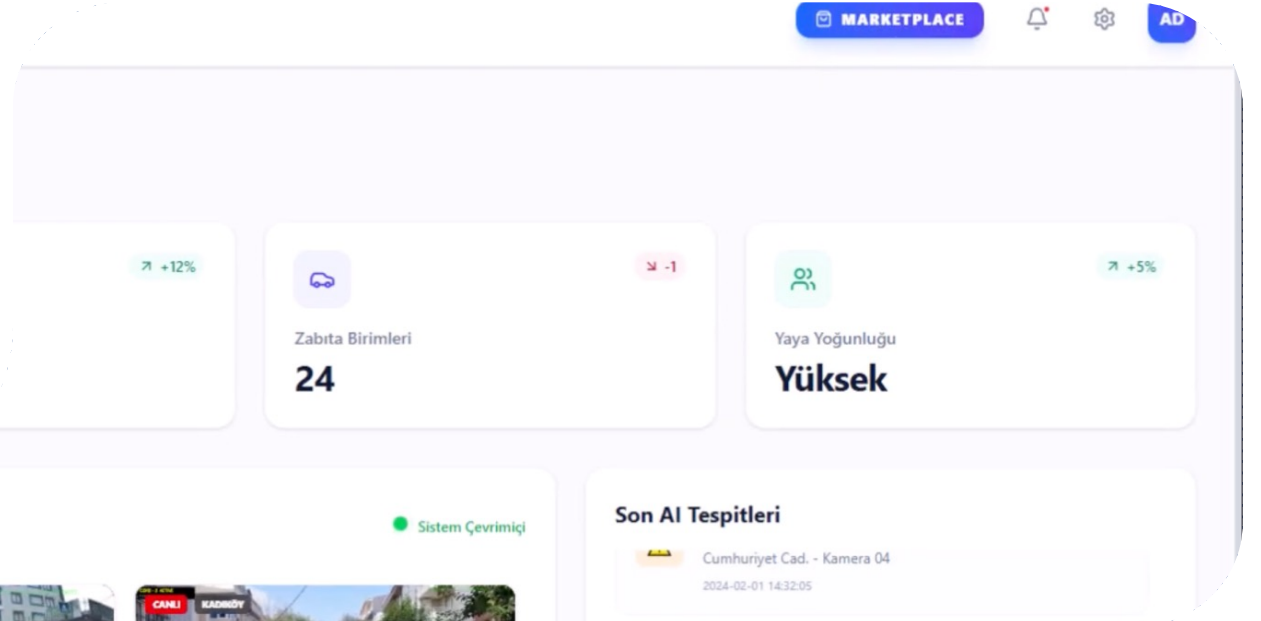 MARKETPLACE
AD
+12%
-1
+5%
Zabıta Birimleri
24
Yaya Yoğunluğu
Yüksek
Sistem Çevrimiçi
Son AI Tespitleri
Cumhuriyet Cad. - Kamera 04
2024-02-01 14:32:05
CANLI
KADIKÖY